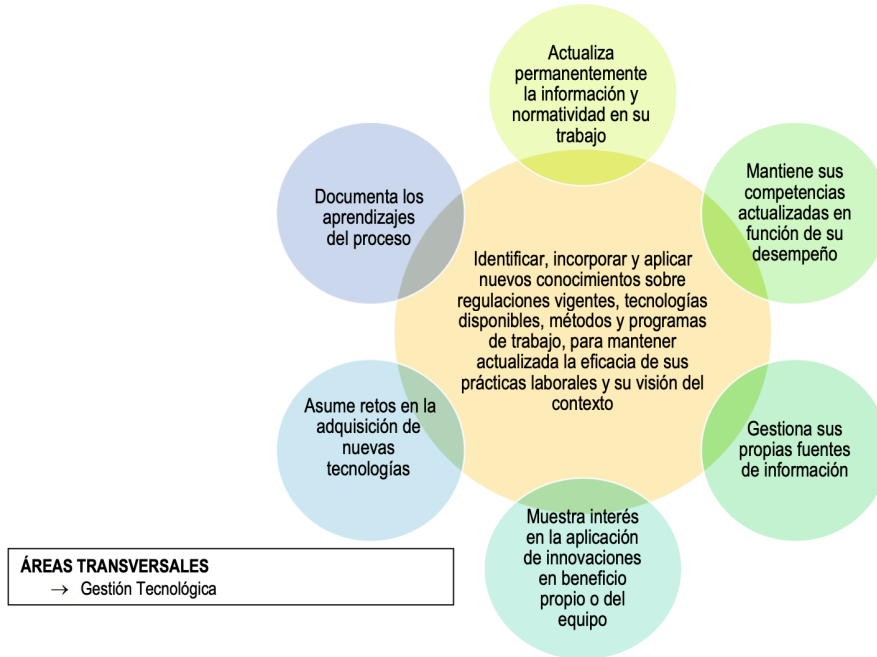 Actualiza
permanentemente
la información y
normatividad en su
trabajo
Mantiene sus
competencias
actualizadas en
función de su
desempeño
Gestiona sus
propias fuentes
de información
Muestra interés
en la aplicación
de innovaciones
en beneficio
propio o del
equipo
Asume retos en la
adquisición de
nuevas
tecnologías
Documenta los
aprendizajes
del proceso
Identificar, incorporar y aplicar
nuevos conocimientos sobre
regulaciones vigentes, tecnologías
disponibles, métodos y programas
de trabajo, para mantener
actualizada la eficacia de sus
prácticas laborales y su visión del
contexto
ÁREAS TRANSVERSALES
→ Gestión Tecnológica